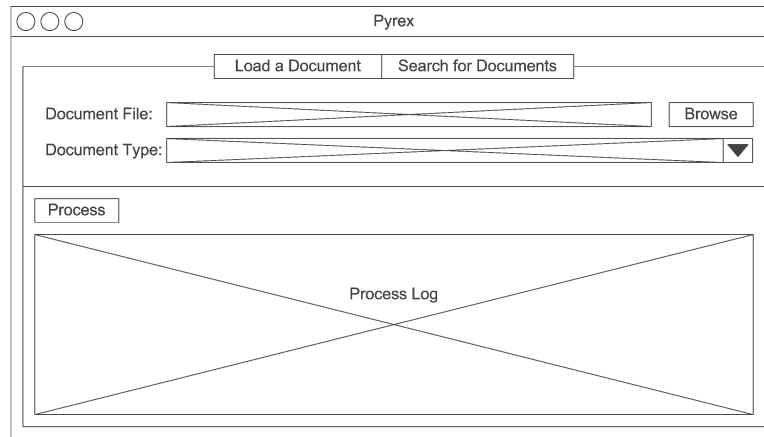 Pyrex
Load a Document
Search for Documents
Document File:
Browse
Document Type:
Process
Process Log